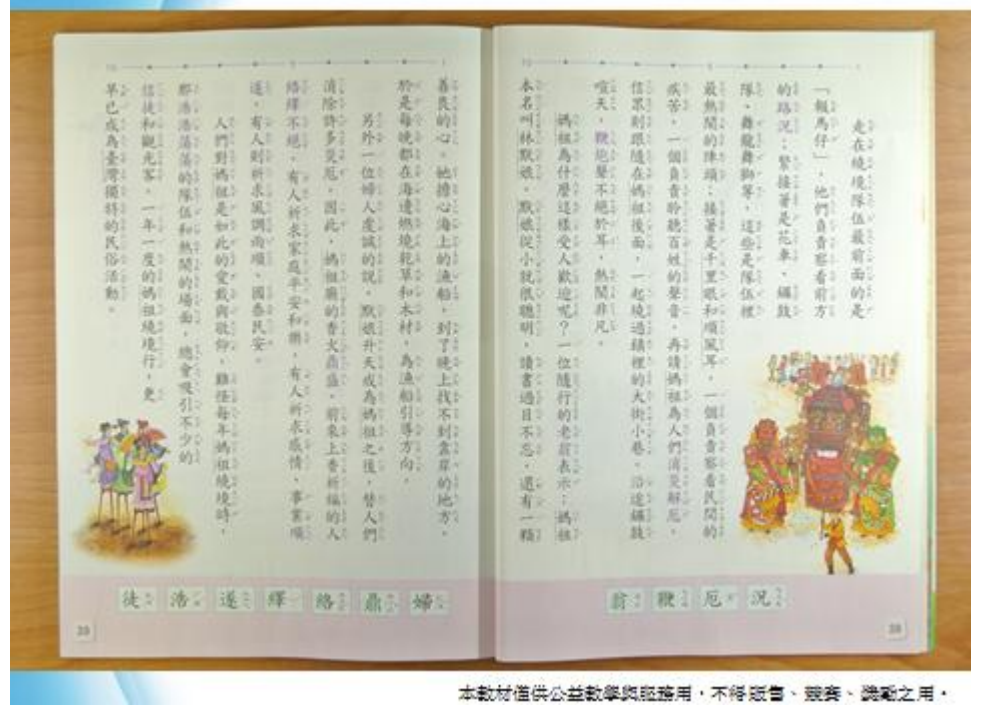 走在繞境隊伍最前面的是
「報馬仔」，他們負責察看前方
的路況；緊接著是花車、鑼鼓
隊、舞龍舞獅等，這些是隊伍裡
最熱鬧的陣頭；接著是千里眼和順風耳，一個負責察看民間的
疾苦，一個負責聆聽百姓的聲音，再請媽祖為人們消災解厄。
信眾則跟隨在媽祖後面，一起繞過鎮裡的大街小巷，沿途鑼鼓
喧天，鞭炮聲不絕於耳，熱鬧非凡。
媽祖為什麼這樣受人歡迎呢？一位隨行的老翁表示：媽祖
本名叫林默娘，默娘從小就很聰明，讀書過目不忘，還有一顆
況 厄 鞭 翁
38
善良的心。她擔心海上的漁船，到了晚上找不到靠岸的地方，
於是每晚都在海邊燃燒乾草和木材，為漁船引導方向。
另外一位婦人虔誠的說，默娘升天成為媽祖之後，替人們
消除許多災厄，因此，媽祖廟的香火鼎盛，前來上香祈福的人
絡繹不絕，有人祈求家庭平安和樂，有人祈求感情、事業順
遂，有人則祈求風調雨順、國泰民安。
人們對媽祖是如此的愛戴與敬仰，難怪每年媽祖繞境時，
那浩浩蕩蕩的隊伍和熱鬧的場面，總會吸引不少的
信徒和觀光客，一年一度的媽祖繞境行，更
早已成為臺灣獨特的民俗活動。
婦 鼎 絡 繹 遂 浩 徒
39
本教材僅供公益教學與服務用，不得販售、競賽、獎勵之用。